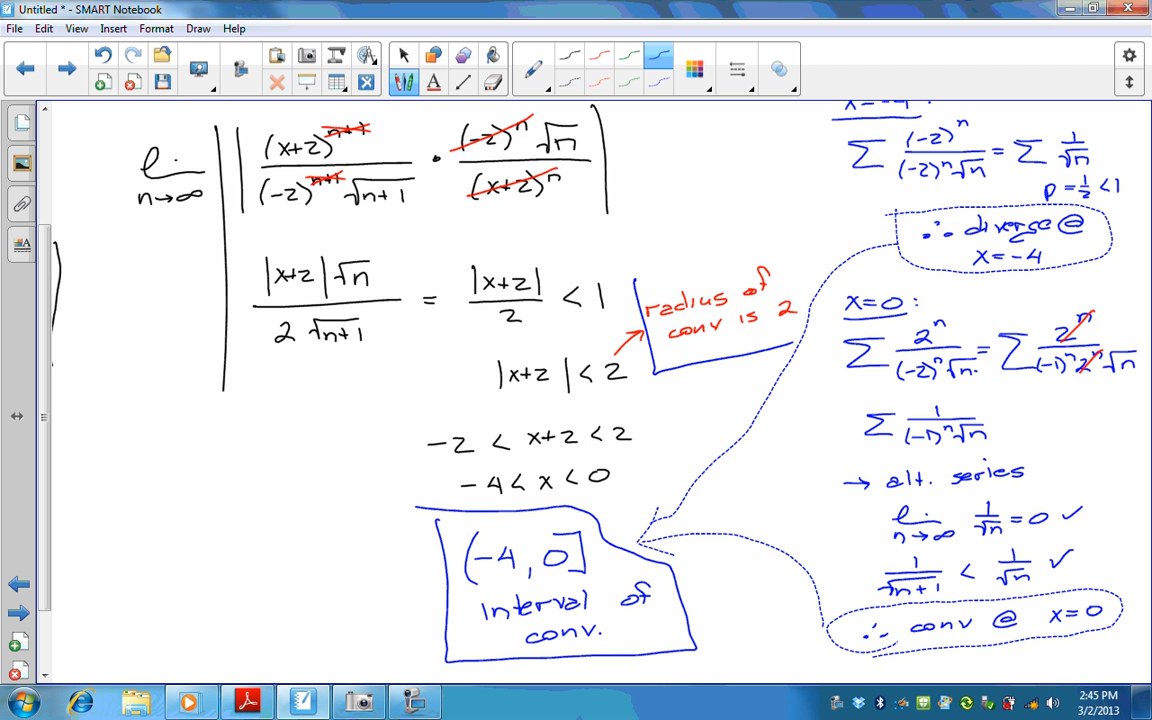 Untitled * - SMART Notebook
File Edit View Insert Format Draw Help
lim n→∞ | (x+2)^(n+1) / ((-2)^(n+1) √(n+1)) · (-2)^n √n / (x+2)^n |
|x+2| √n / (2 √(n+1)) = |x+2| / 2 < 1
radius of
conv is 2
|x+2| < 2
-2 < x+2 < 2
-4 < x < 0
(-4, 0]
interval of
conv.
x=-4:
∑ (-2)^n / ((-2)^n √n) = ∑ 1/√n
p = 1/2 < 1
∴ diverse @
x=-4
x=0:
∑ 2^n / ((-2)^n √n) = ∑ 2^n / ((-1)^n 2^n √n)
∑ 1 / ((-1)^n √n)
→ alt. series
lim n→∞ 1/√n = 0 ✓
1/√(n+1) < 1/√n ✓
∴ conv @ x=0
2:45 PM
3/2/2013